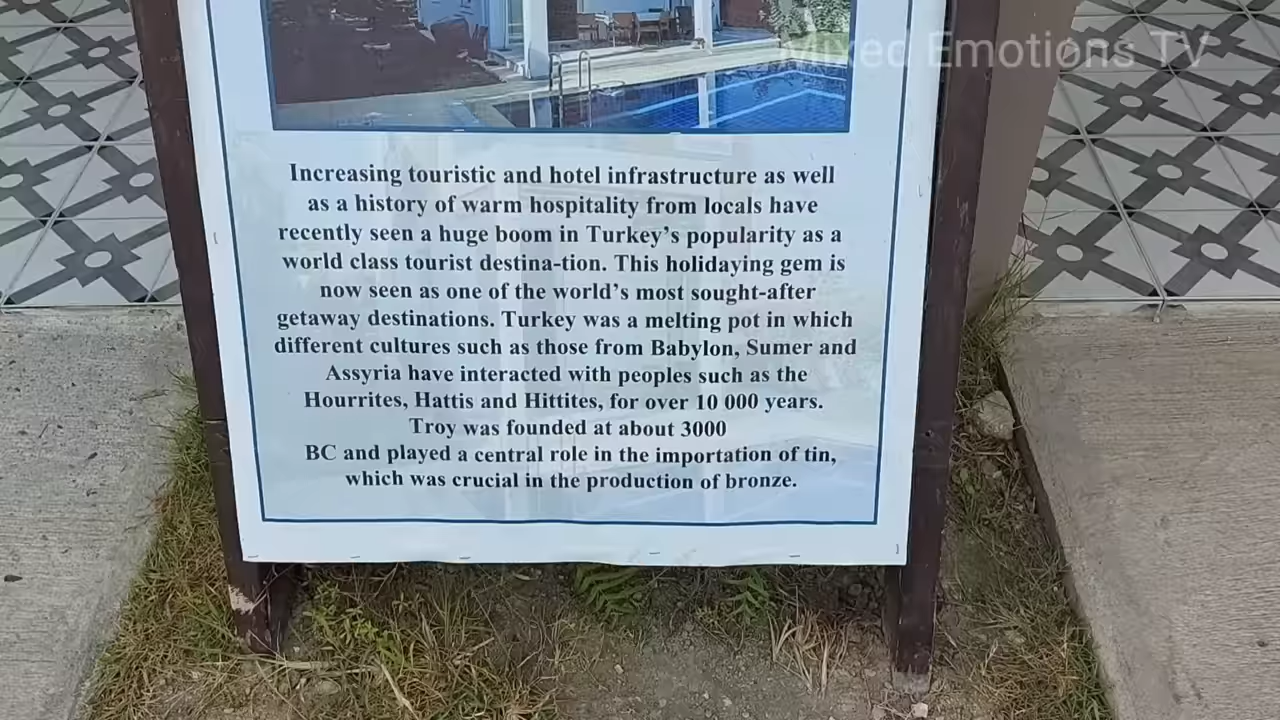 Mixed Emotions TV
Increasing touristic and hotel infrastructure as well
as a history of warm hospitality from locals have
recently seen a huge boom in Turkey's popularity as a
world class tourist destina-tion. This holidaying gem is
now seen as one of the world's most sought-after
getaway destinations. Turkey was a melting pot in which
different cultures such as those from Babylon, Sumer and
Assyria have interacted with peoples such as the
Hourrites, Hattis and Hittites, for over 10 000 years.
Troy was founded at about 3000
BC and played a central role in the importation of tin,
which was crucial in the production of bronze.